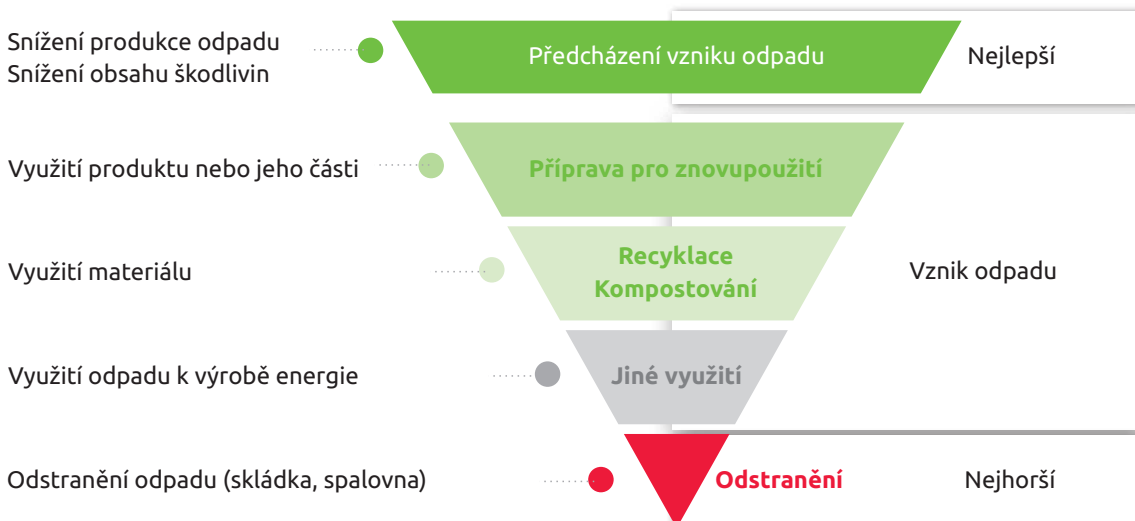 Snížení produkce odpadu
Snížení obsahu škodlivin
Předcházení vzniku odpadu
Nejlepší
Využití produktu nebo jeho části
Příprava pro znovupoužití
Využití materiálu
Recyklace
Kompostování
Vznik odpadu
Využití odpadu k výrobě energie
Jiné využití
Odstranění odpadu (skládka, spalovna)
Odstranění
Nejhorší